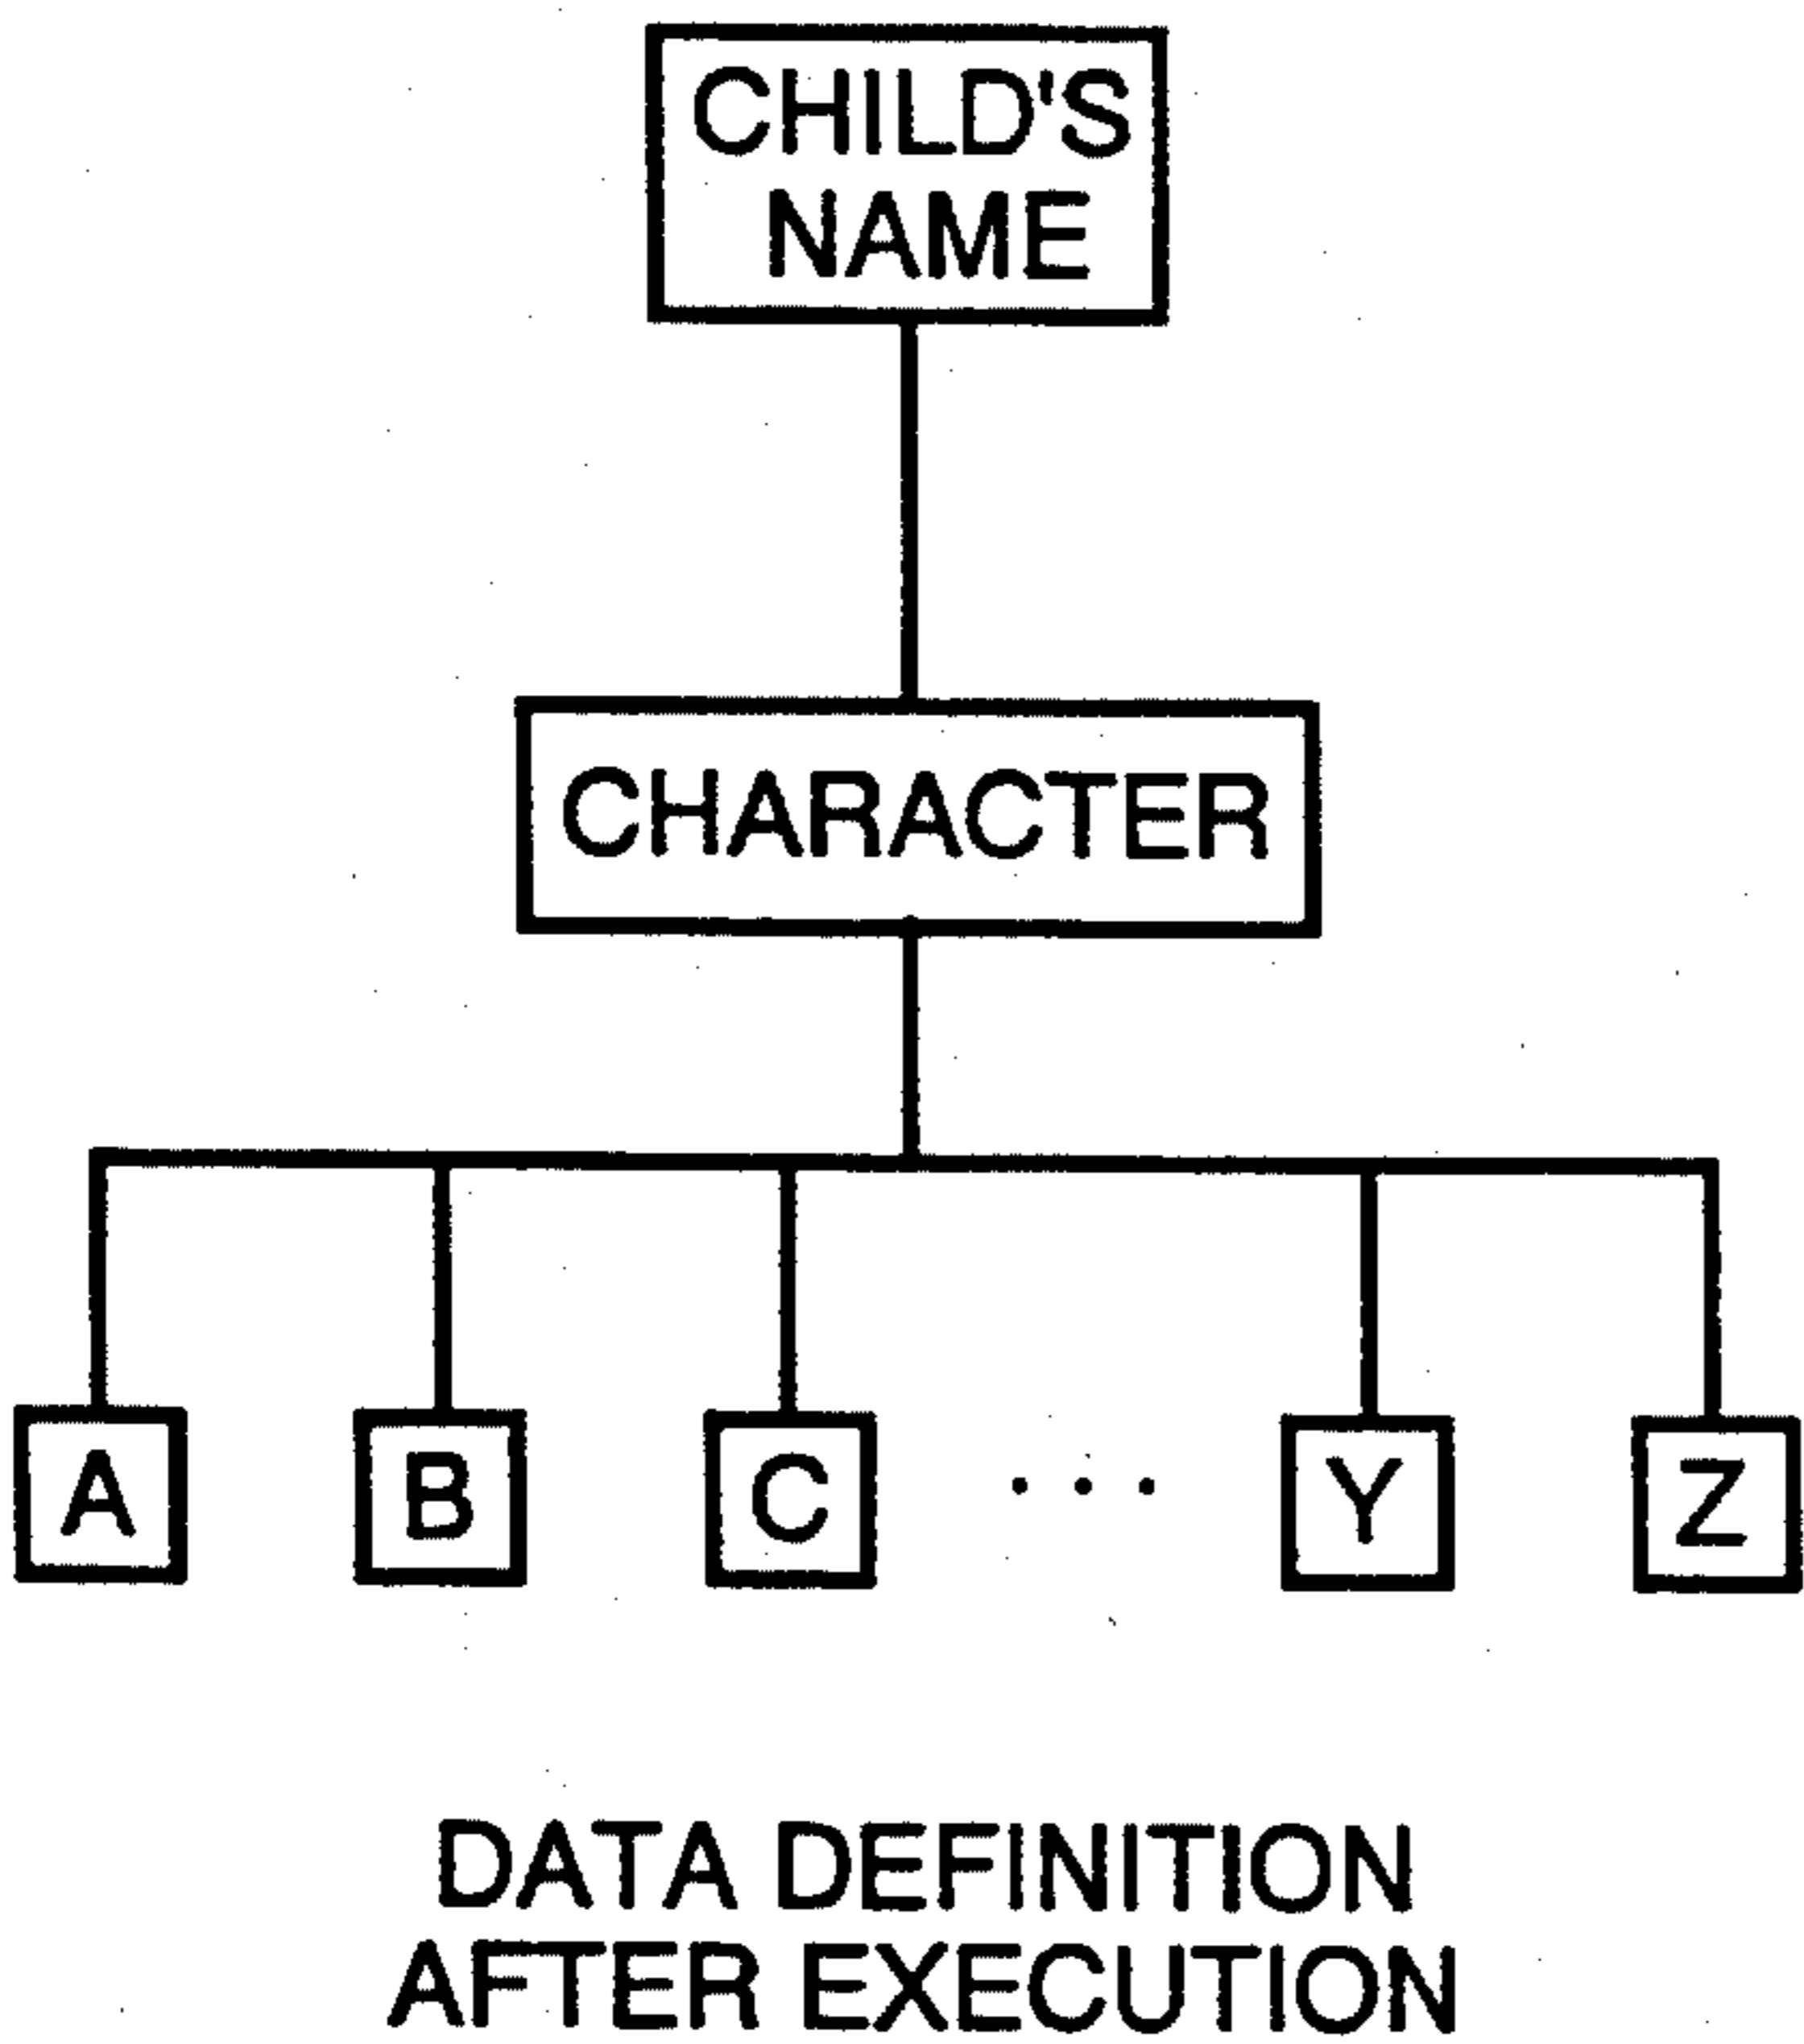 CHILD'S
NAME
CHARACTER
A B C . . . Y Z
DATA DEFINITION
AFTER EXECUTION